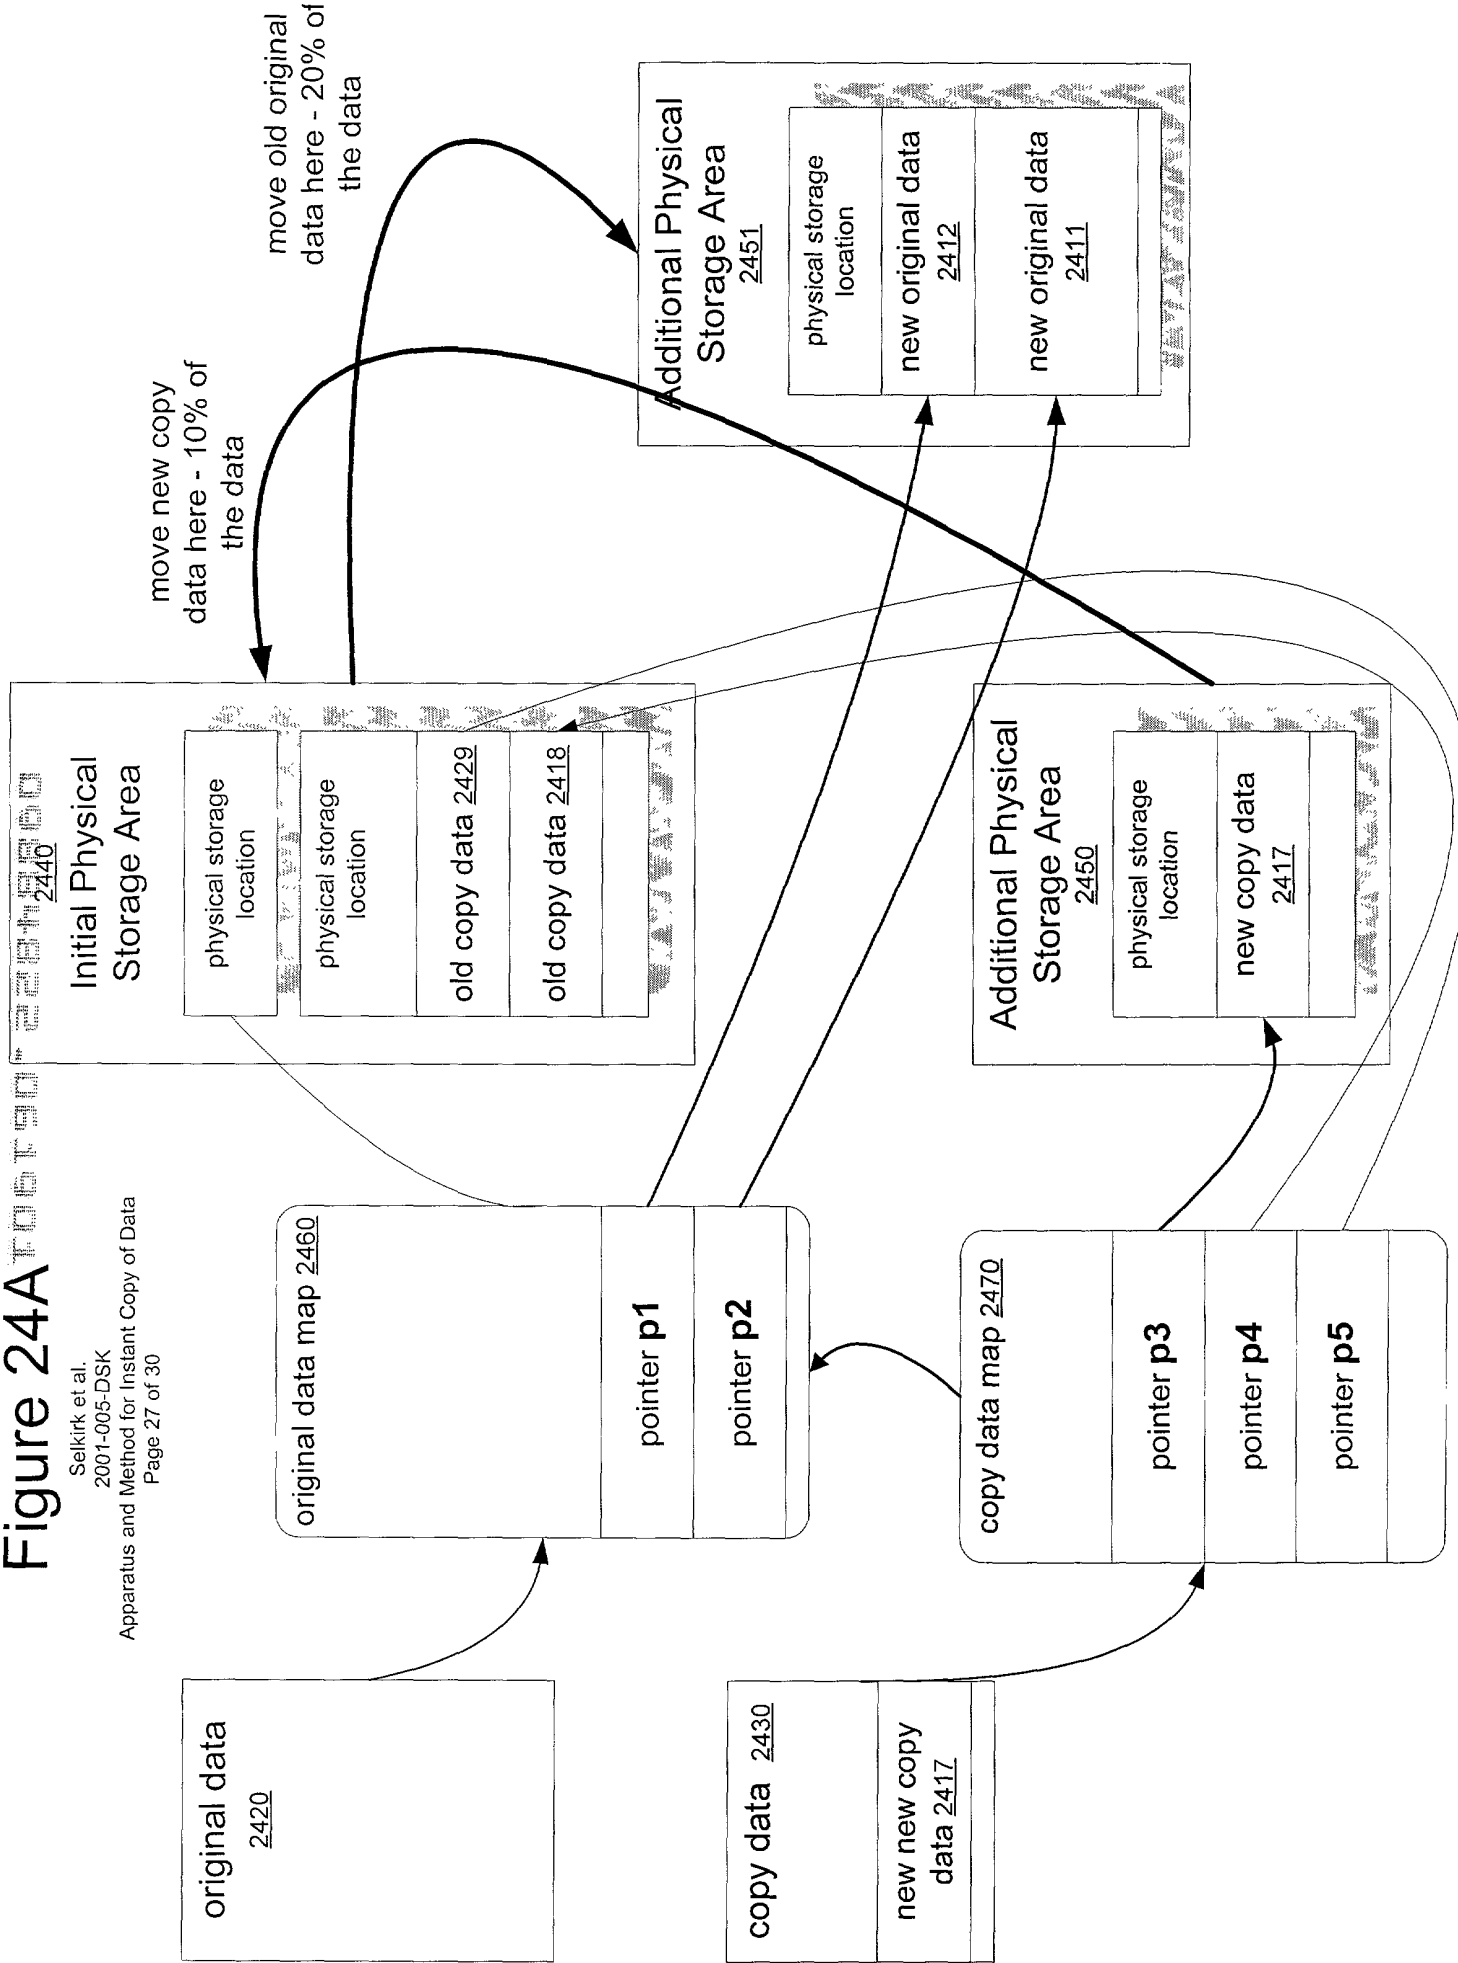 Figure 24A
Selkirk et al.
2001-005-DSK
Apparatus and Method for Instant Copy of Data
Page 27 of 30
original data
2420
copy data 2430
new new copy
data 2417
original data map 2460
pointer p1
pointer p2
copy data map 2470
pointer p3
pointer p4
pointer p5
2440
Initial Physical
Storage Area
physical storage
location
physical storage
location
old copy data 2429
old copy data 2418
Additional Physical
Storage Area
2450
physical storage
location
new copy data
2417
move new copy
data here - 10% of
the data
move old original
data here - 20% of
the data
Additional Physical
Storage Area
2451
physical storage
location
new original data
2412
new original data
2411